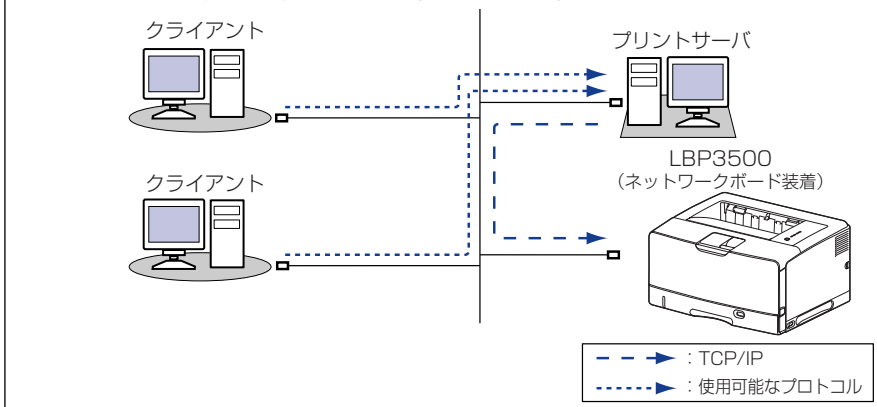 クライアント
プリントサーバ
LBP3500
（ネットワークボード装着）
クライアント
：TCP/IP
：使用可能なプロトコル